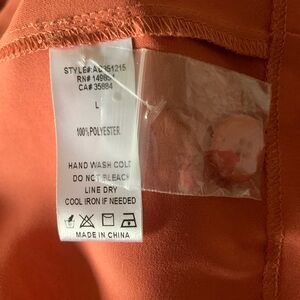 RN# 149891
CA# 35884
L
100% POLYESTER
HAND WASH COLD
DO NOT BLEACH
LINE DRY
COOL IRON IF NEEDED
MADE IN CHINA